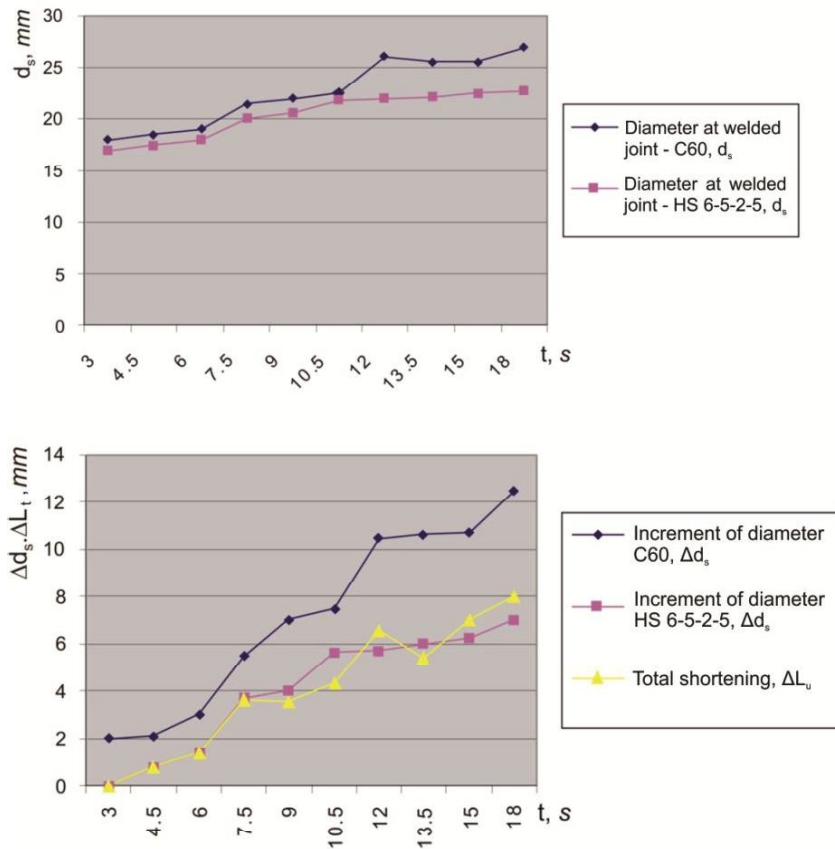 30
25
20
15
10
5
0
d_s, mm
3 4.5 6 7.5 9 10.5 12 13.5 15 18
t, s
Diameter at welded
joint - C60, d_s
Diameter at welded
joint - HS 6-5-2-5, d_s
14
12
10
8
6
4
2
0
Δd_s.ΔL_t, mm
3 4.5 6 7.5 9 10.5 12 13.5 15 18
t, s
Increment of diameter
C60, Δd_s
Increment of diameter
HS 6-5-2-5, Δd_s
Total shortening, ΔL_u